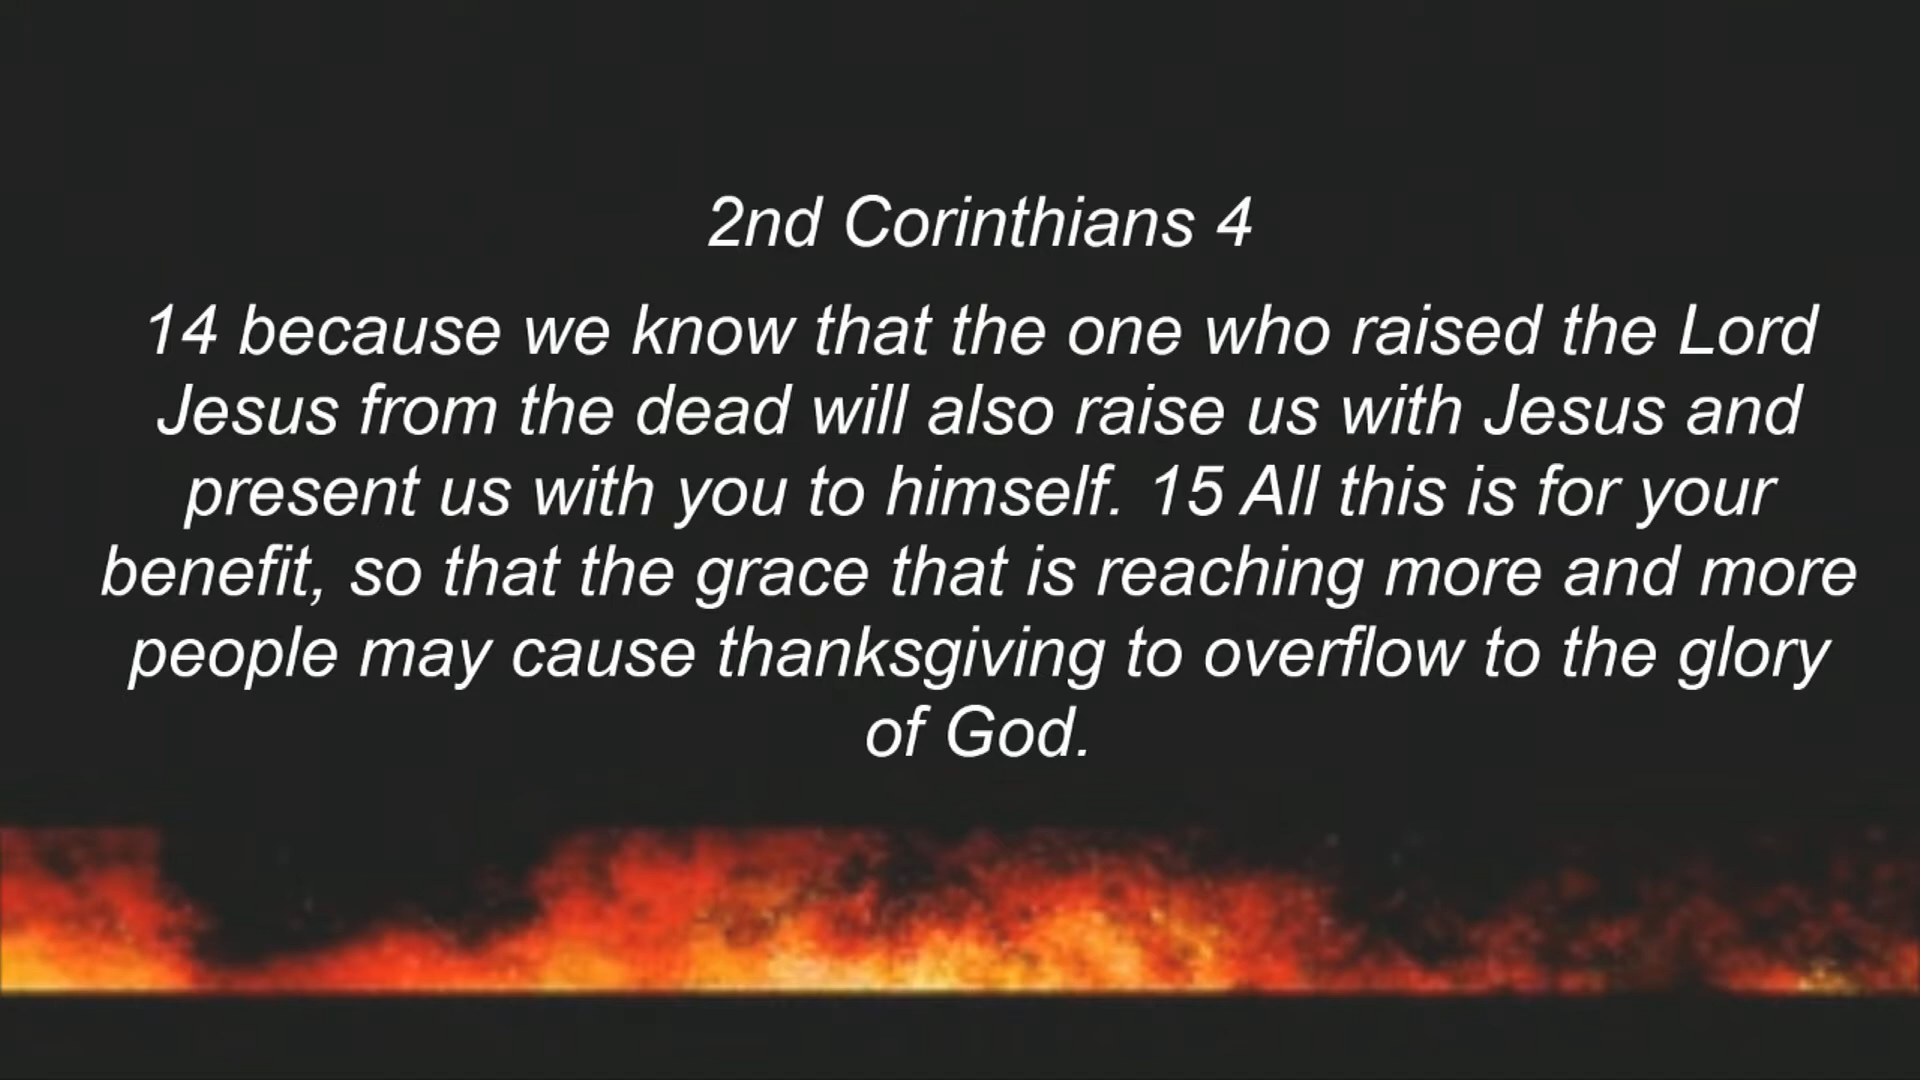 2nd Corinthians 4
14 because we know that the one who raised the Lord
Jesus from the dead will also raise us with Jesus and
present us with you to himself. 15 All this is for your
benefit, so that the grace that is reaching more and more
people may cause thanksgiving to overflow to the glory
of God.